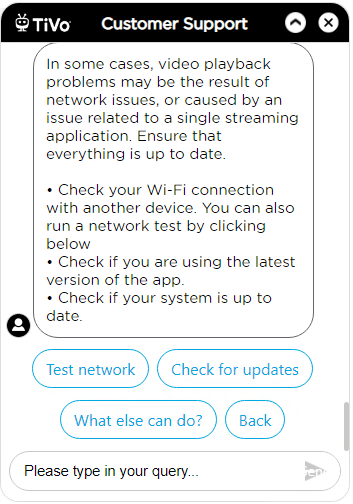 TiVo Customer Support
In some cases, video playback
problems may be the result of
network issues, or caused by an
issue related to a single streaming
application. Ensure that
everything is up to date.
• Check your Wi-Fi connection
with another device. You can also
run a network test by clicking
below
• Check if you are using the latest
version of the app.
• Check if your system is up to
date.
Test network Check for updates
What else can do? Back
Please type in your query...